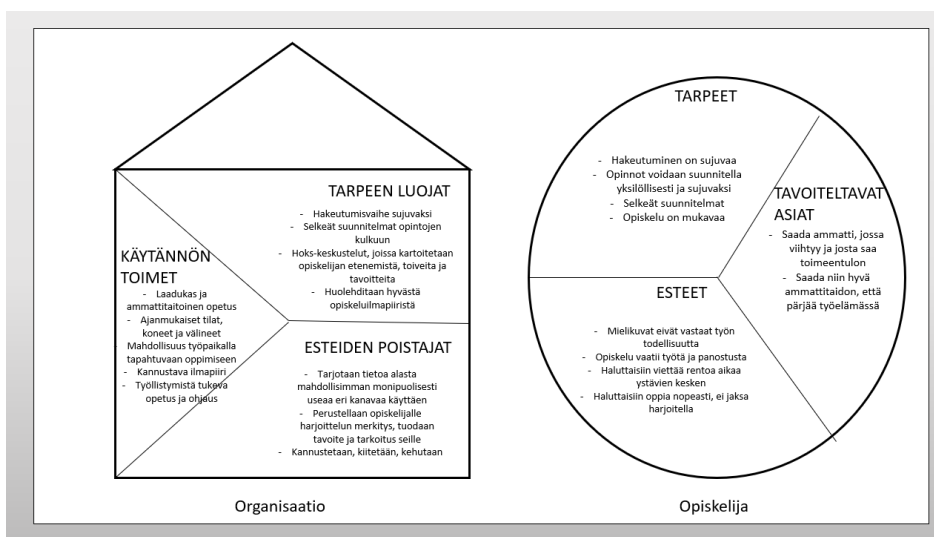 TARPEEN LUOJAT
- Hakeutumisvaihe sujuvaksi
- Selkeät suunnitelmat opintojen
kulkuun
- Hoks-keskustelut, joissa kartoitetaan
opiskelijan etenemistä, toiveita ja
tavoitteita
- Huolehditaan hyvästä
opiskeluilmapiiristä
KÄYTÄNNÖN
TOIMET
- Laadukas ja
ammattitaitoinen opetus
- Ajanmukaiset tilat,
koneet ja välineet
Mahdollisuus työpaikalla
tapahtuvaan oppimiseen
- Kannustava ilmapiiri
- Työllistymistä tukeva
opetus ja ohjaus
ESTEIDEN POISTAJAT
- Tarjotaan tietoa alasta
mahdollisimman monipuolisesti
useaa eri kanavaa käyttäen
- Perustellaan opiskelijalle
harjoittelun merkitys, tuodaan
tavoite ja tarkoitus seille
- Kannustetaan, kiitetään, kehutaan
Organisaatio
TARPEET
- Hakeutuminen on sujuvaa
- Opinnot voidaan suunnitella
yksilöllisesti ja sujuvaksi
- Selkeät suunnitelmat
- Opiskelu on mukavaa
TAVOITELTAVAT
ASIAT
- Saada ammatti, jossa
viihtyy ja josta saa
toimeentulon
- Saada niin hyvä
ammattitaidon, että
pärjää työelämässä
ESTEET
- Mielikuvat eivät vastaat työn
todellisuutta
- Opiskelu vaatii työtä ja panostusta
- Haluttaisiin viettää rentoa aikaa
ystävien kesken
- Haluttaisiin oppia nopeasti, ei jaksa
harjoitella
Opiskelija